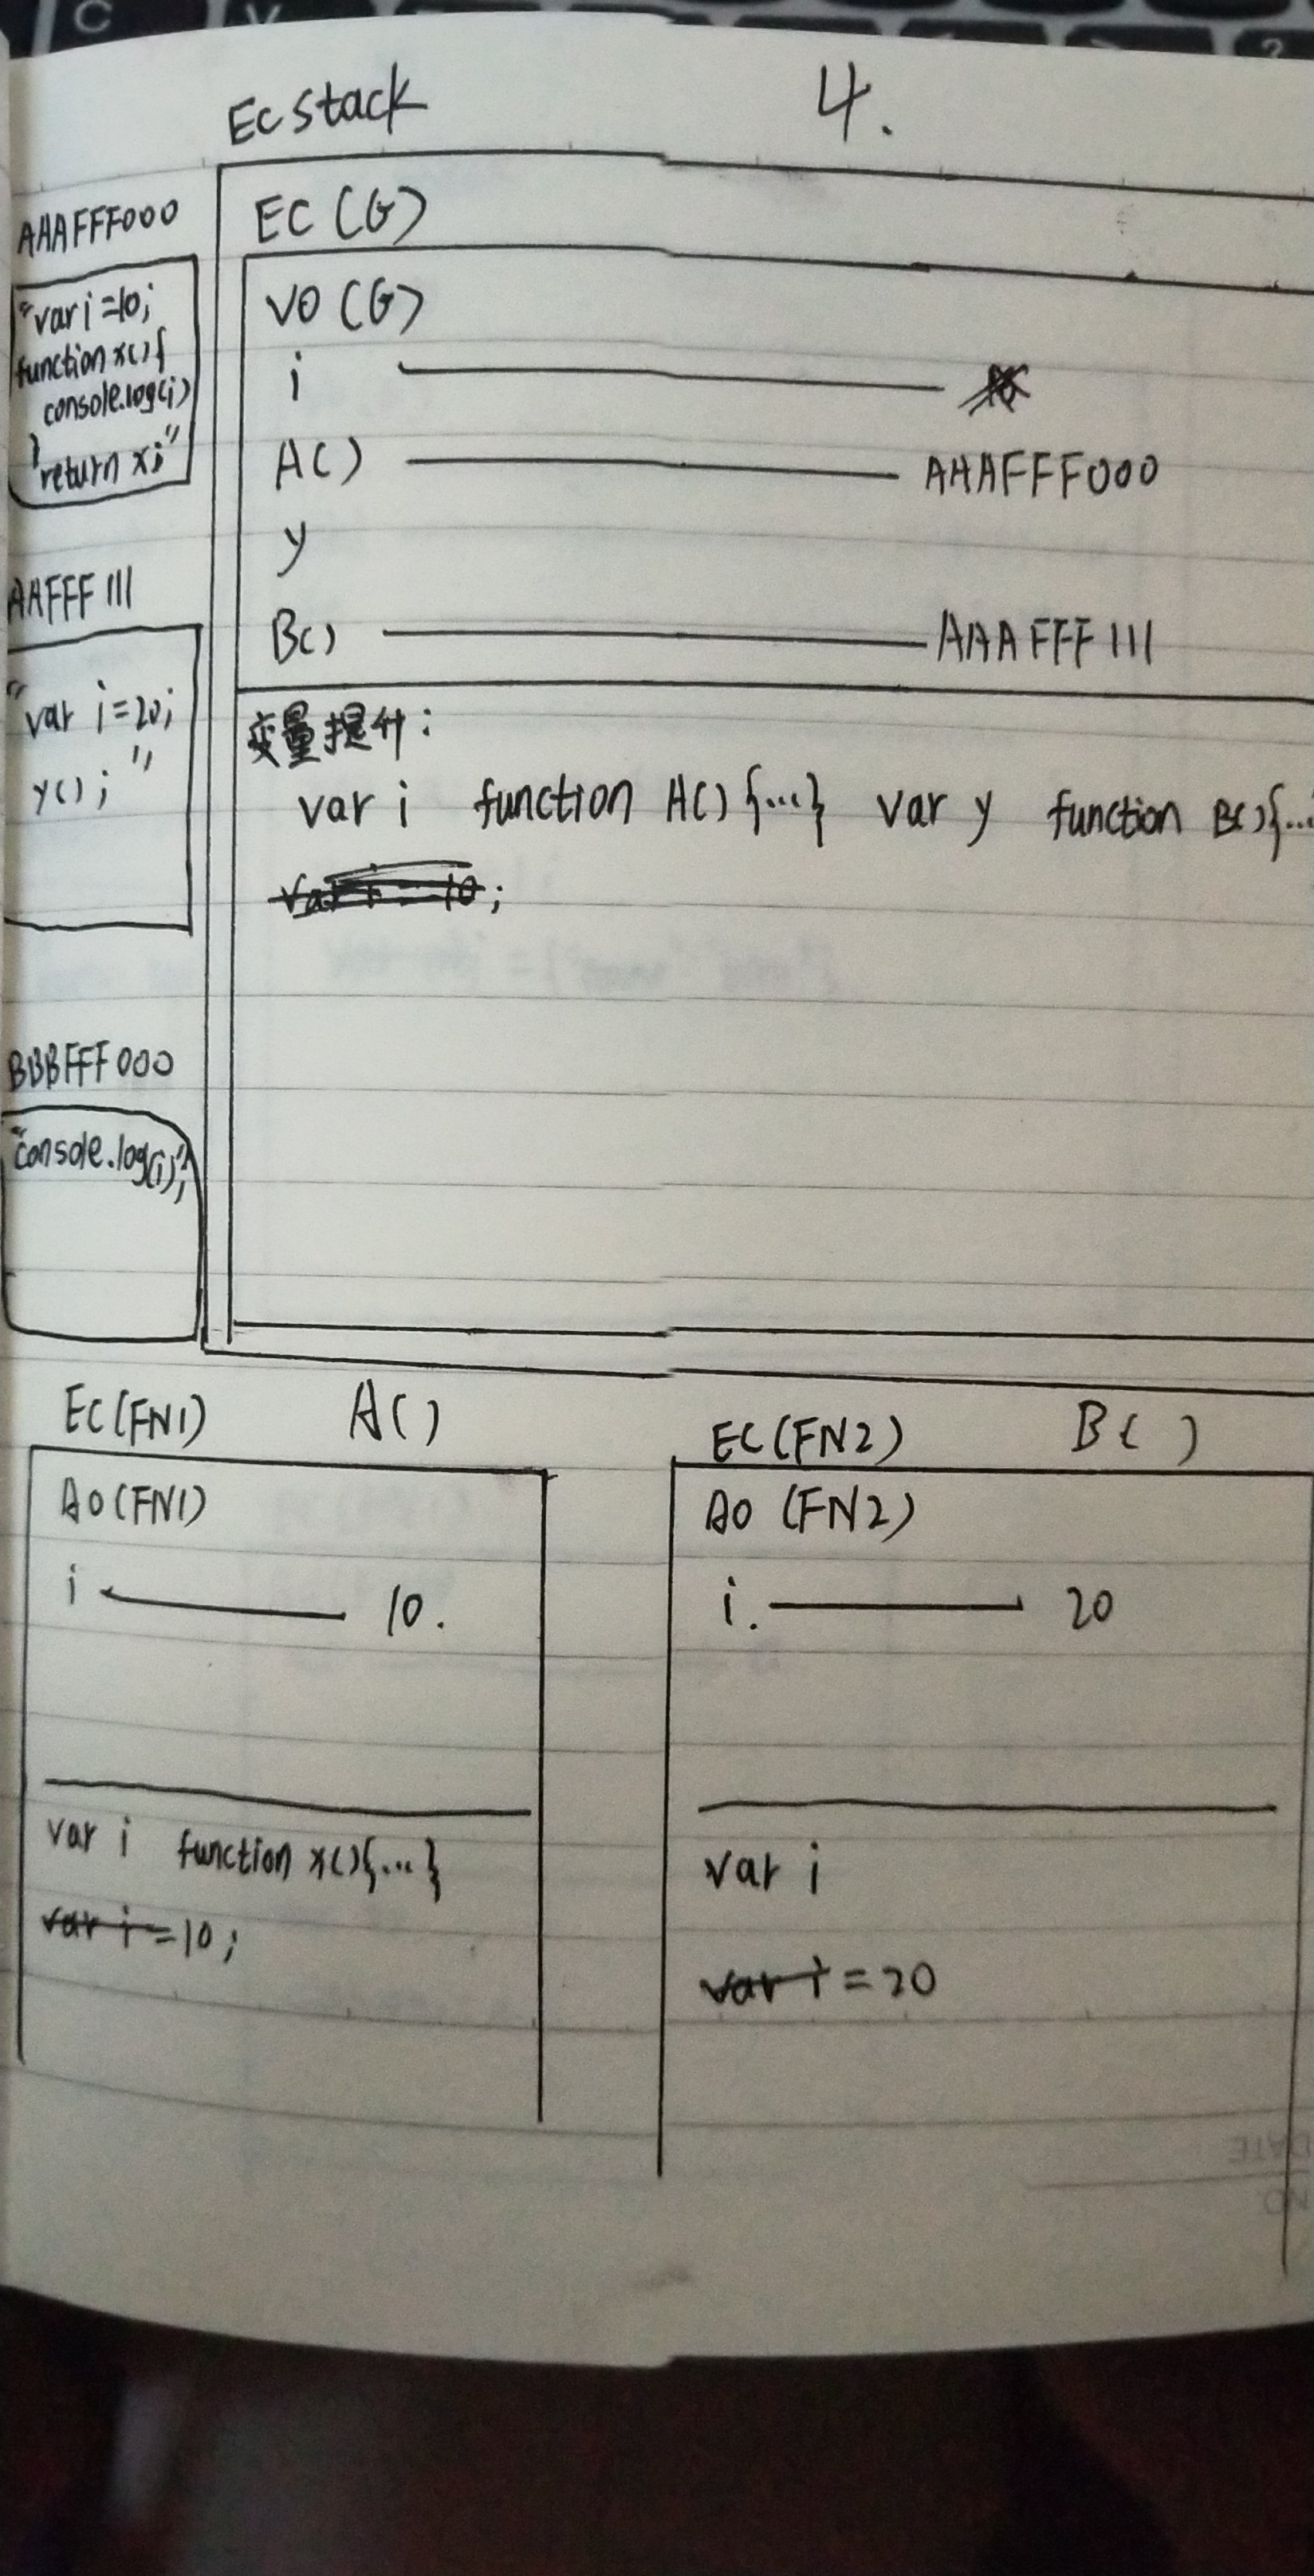 C V
?
Ec stack
4.
AAAFFF000
"var i=10;
function x(){
console.log(i)
}
return x;"
AAFFF111
"var i=20;
y(); "
BBBFFF000
"console.log(i)";
EC (G)
VO (G)
i
A() AAAFFF000
y
B() AAAFFF111
变量提升:
var i function A(){...} var y function B(){...
var i = 10;
EC(FN1) A()
AO(FN1)
i 10.
var i function x(){...}
var i=10;
EC(FN2) B( )
AO (FN2)
i. 20
var i
var i=20
DATE
NO